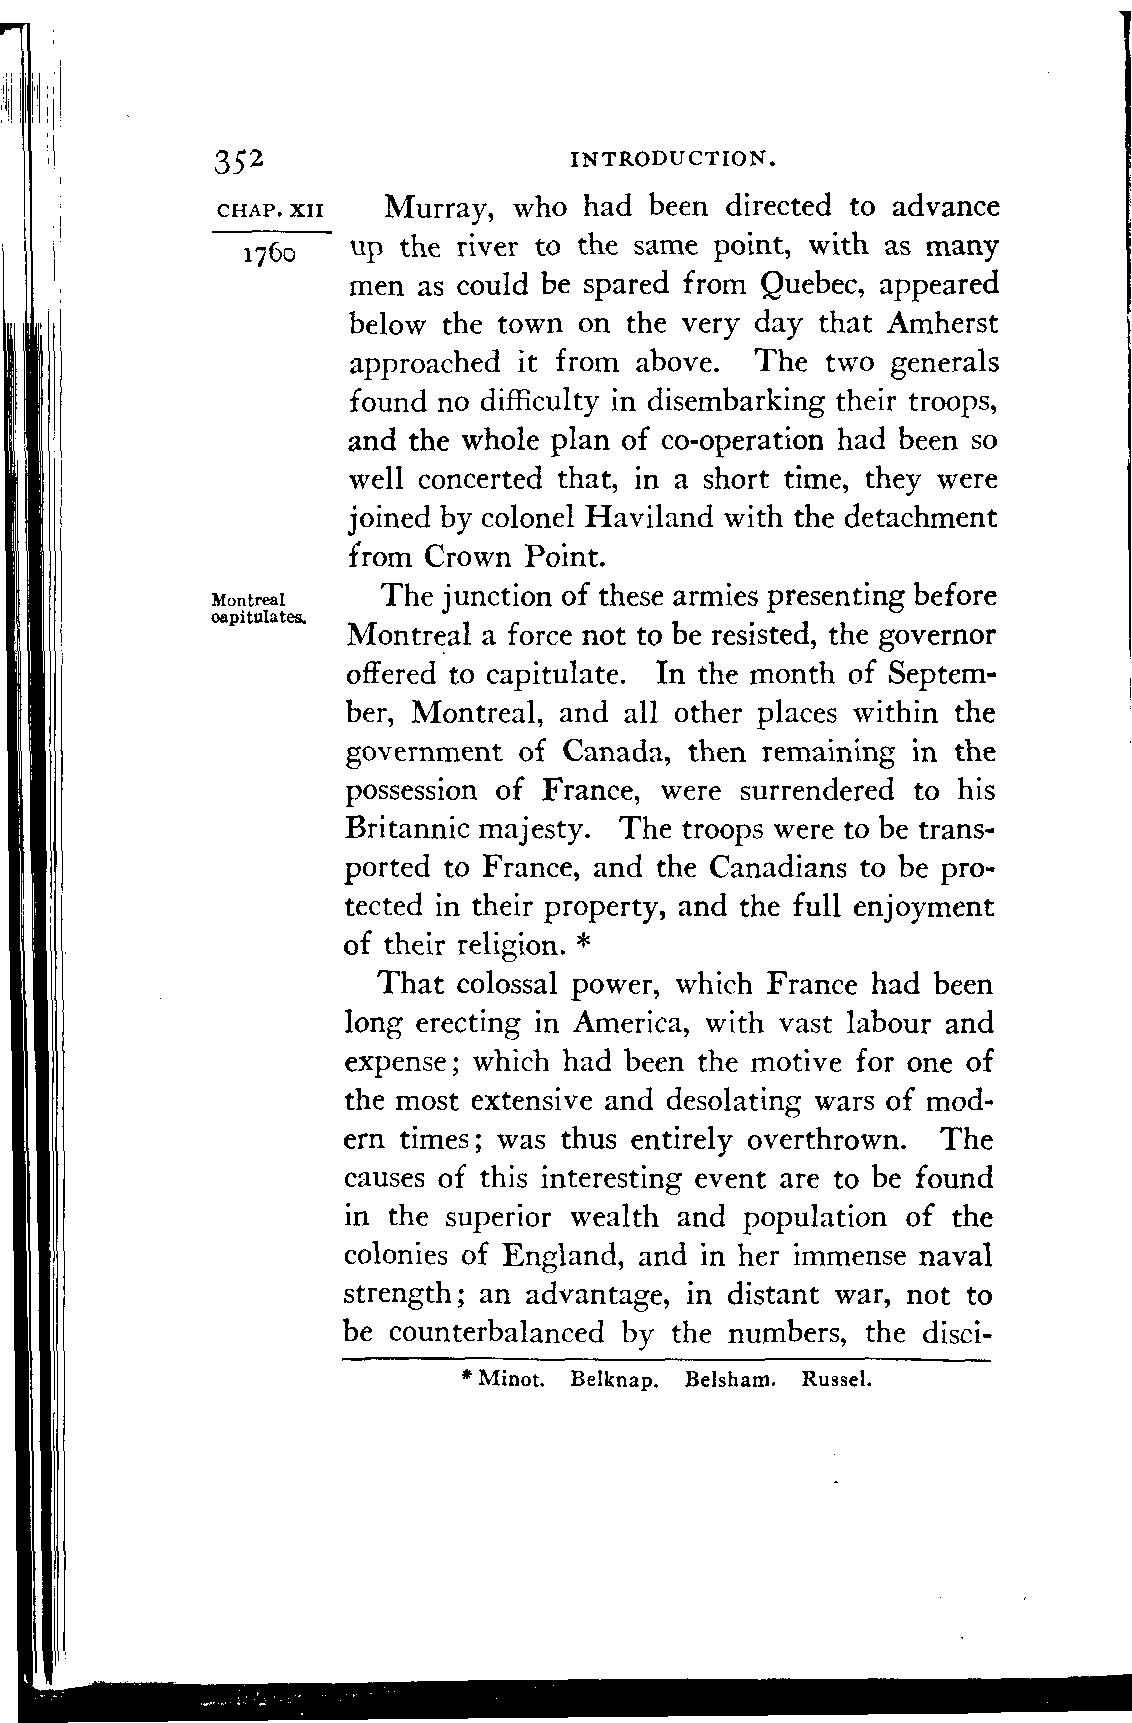 352 INTRODUCTION.
CHAP. XII Murray, who had been directed to advance
1760 up the river to the same point, with as many
men as could be spared from Quebec, appeared
below the town on the very day that Amherst
approached it from above. The two generals
found no difficulty in disembarking their troops,
and the whole plan of co-operation had been so
well concerted that, in a short time, they were
joined by colonel Haviland with the detachment
from Crown Point.
Montreal
capitulates.
The junction of these armies presenting before
Montreal a force not to be resisted, the governor
offered to capitulate. In the month of Septem-
ber, Montreal, and all other places within the
government of Canada, then remaining in the
possession of France, were surrendered to his
Britannic majesty. The troops were to be trans-
ported to France, and the Canadians to be pro-
tected in their property, and the full enjoyment
of their religion. *
That colossal power, which France had been
long erecting in America, with vast labour and
expense; which had been the motive for one of
the most extensive and desolating wars of mod-
ern times; was thus entirely overthrown. The
causes of this interesting event are to be found
in the superior wealth and population of the
colonies of England, and in her immense naval
strength; an advantage, in distant war, not to
be counterbalanced by the numbers, the disci-
* Minot. Belknap. Belsham. Russel.